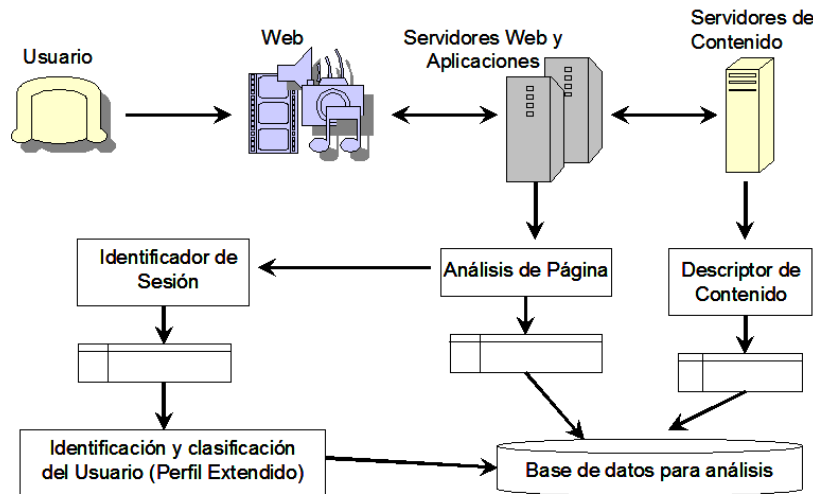 Usuario
Web
Servidores Web y
Aplicaciones
Servidores de
Contenido
Identificador de
Sesión
Análisis de Página
Descriptor de
Contenido
Identificación y clasificación
del Usuario (Perfil Extendido)
Base de datos para análisis